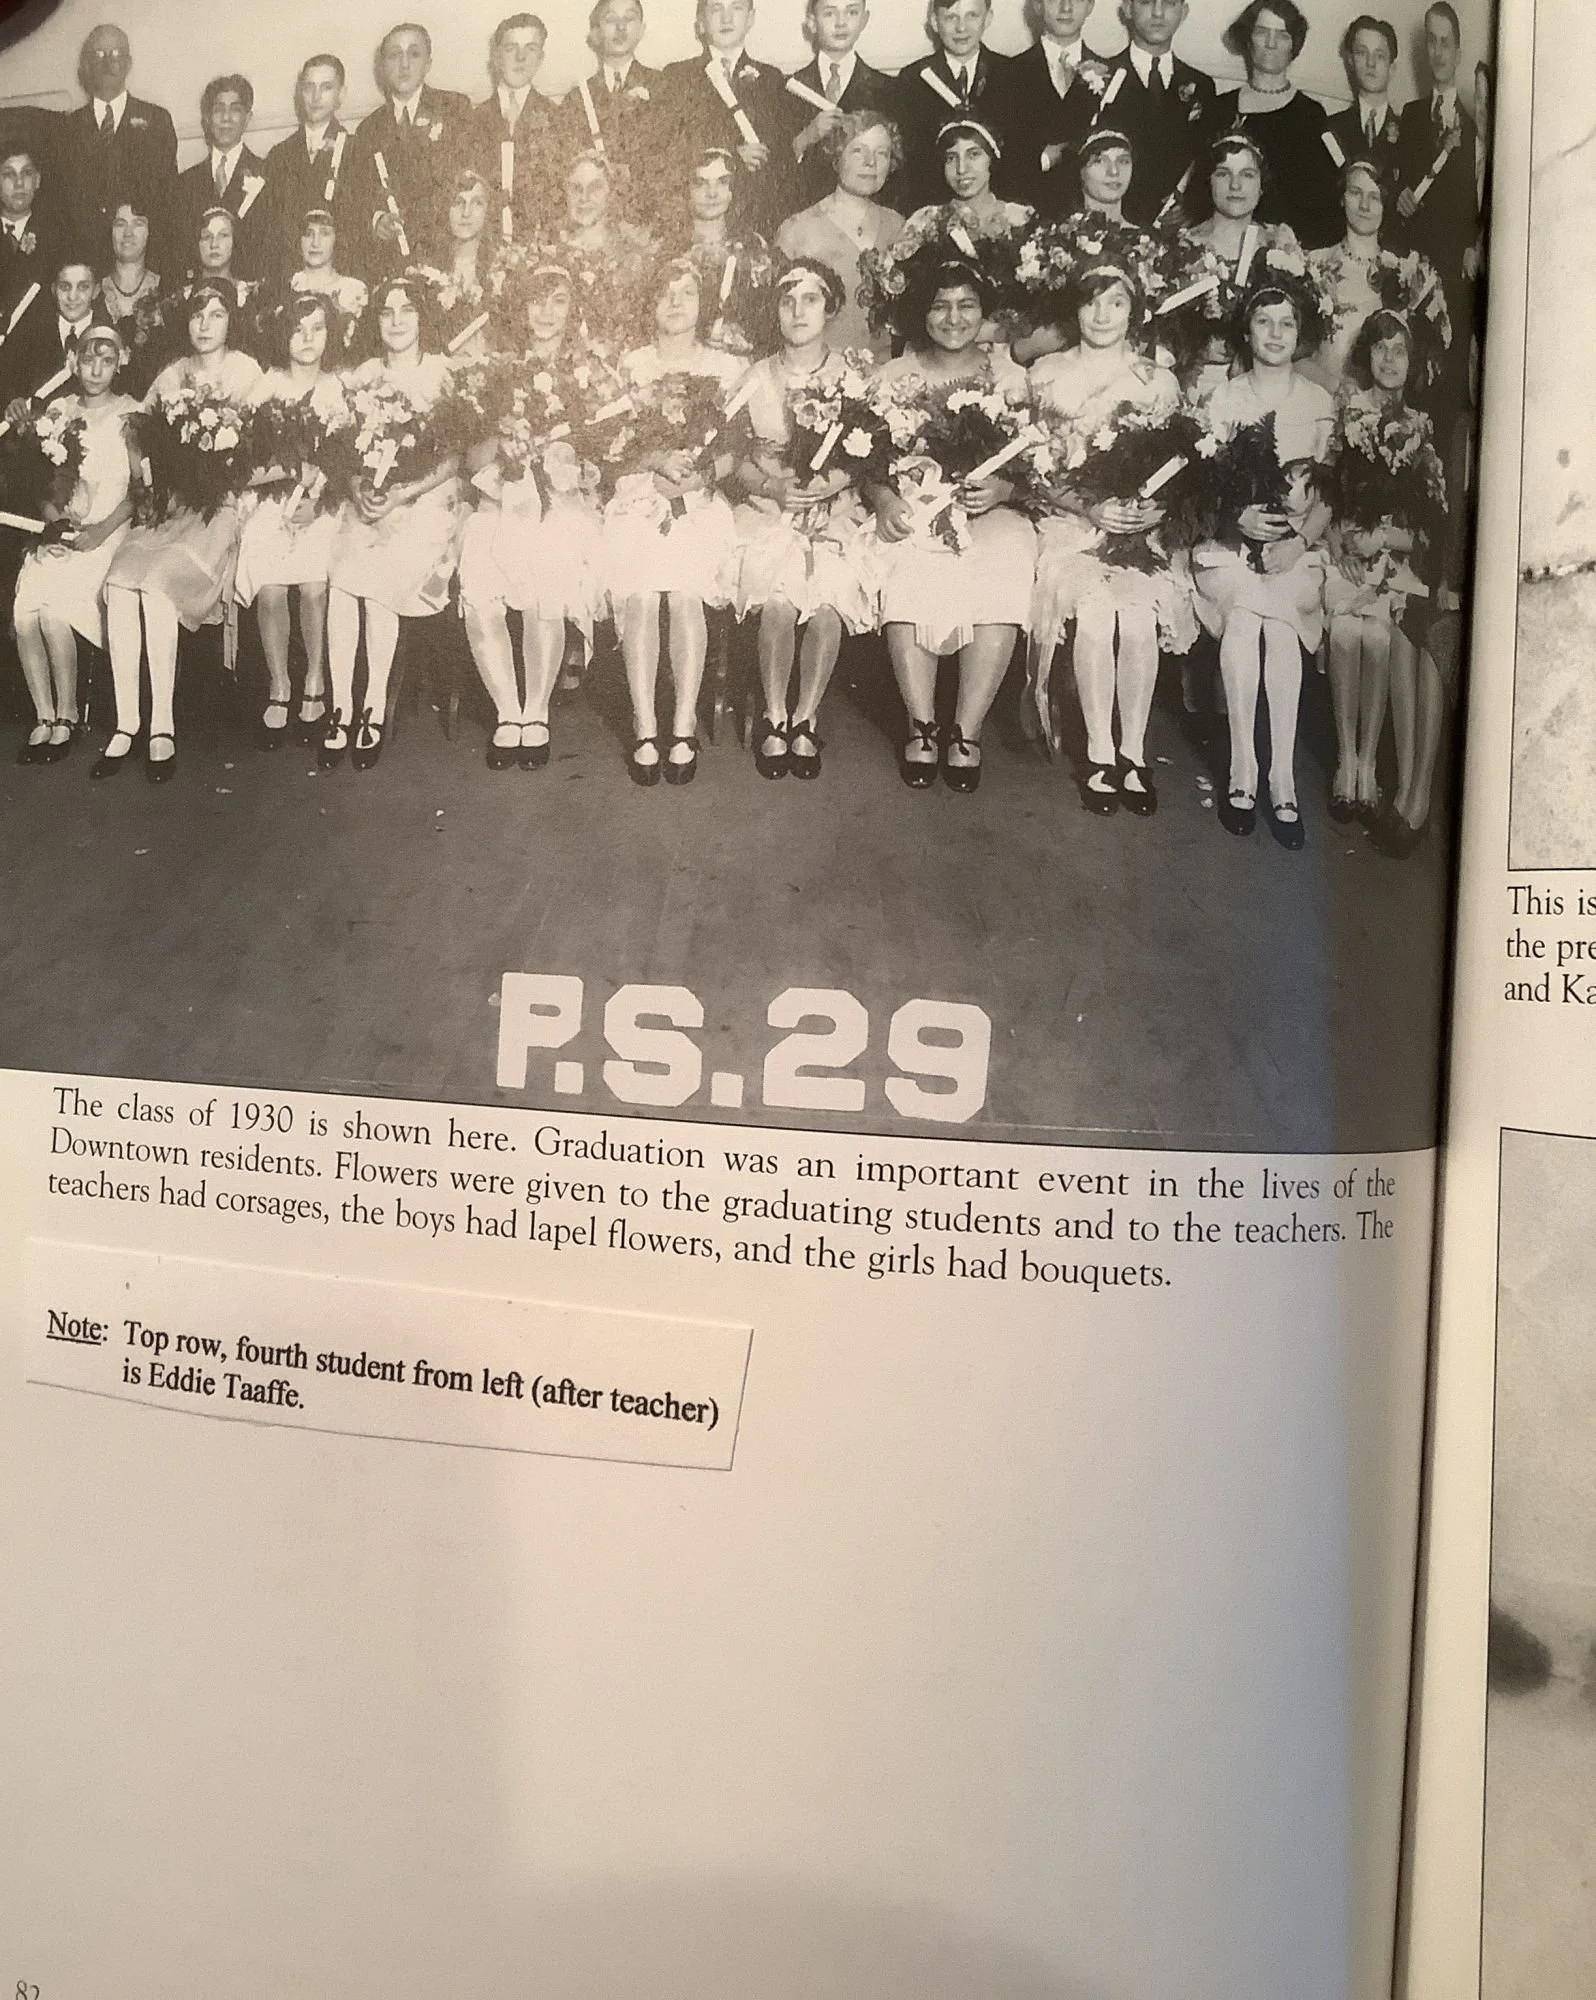 P.S.29
The class of 1930 is shown here. Graduation was an important event in the lives of the
Downtown residents. Flowers were given to the graduating students and to the teachers. The
teachers had corsages, the boys had lapel flowers, and the girls had bouquets.
Note: Top row, fourth student from left (after teacher)
is Eddie Taaffe.
82
This is
the pre
and Ka